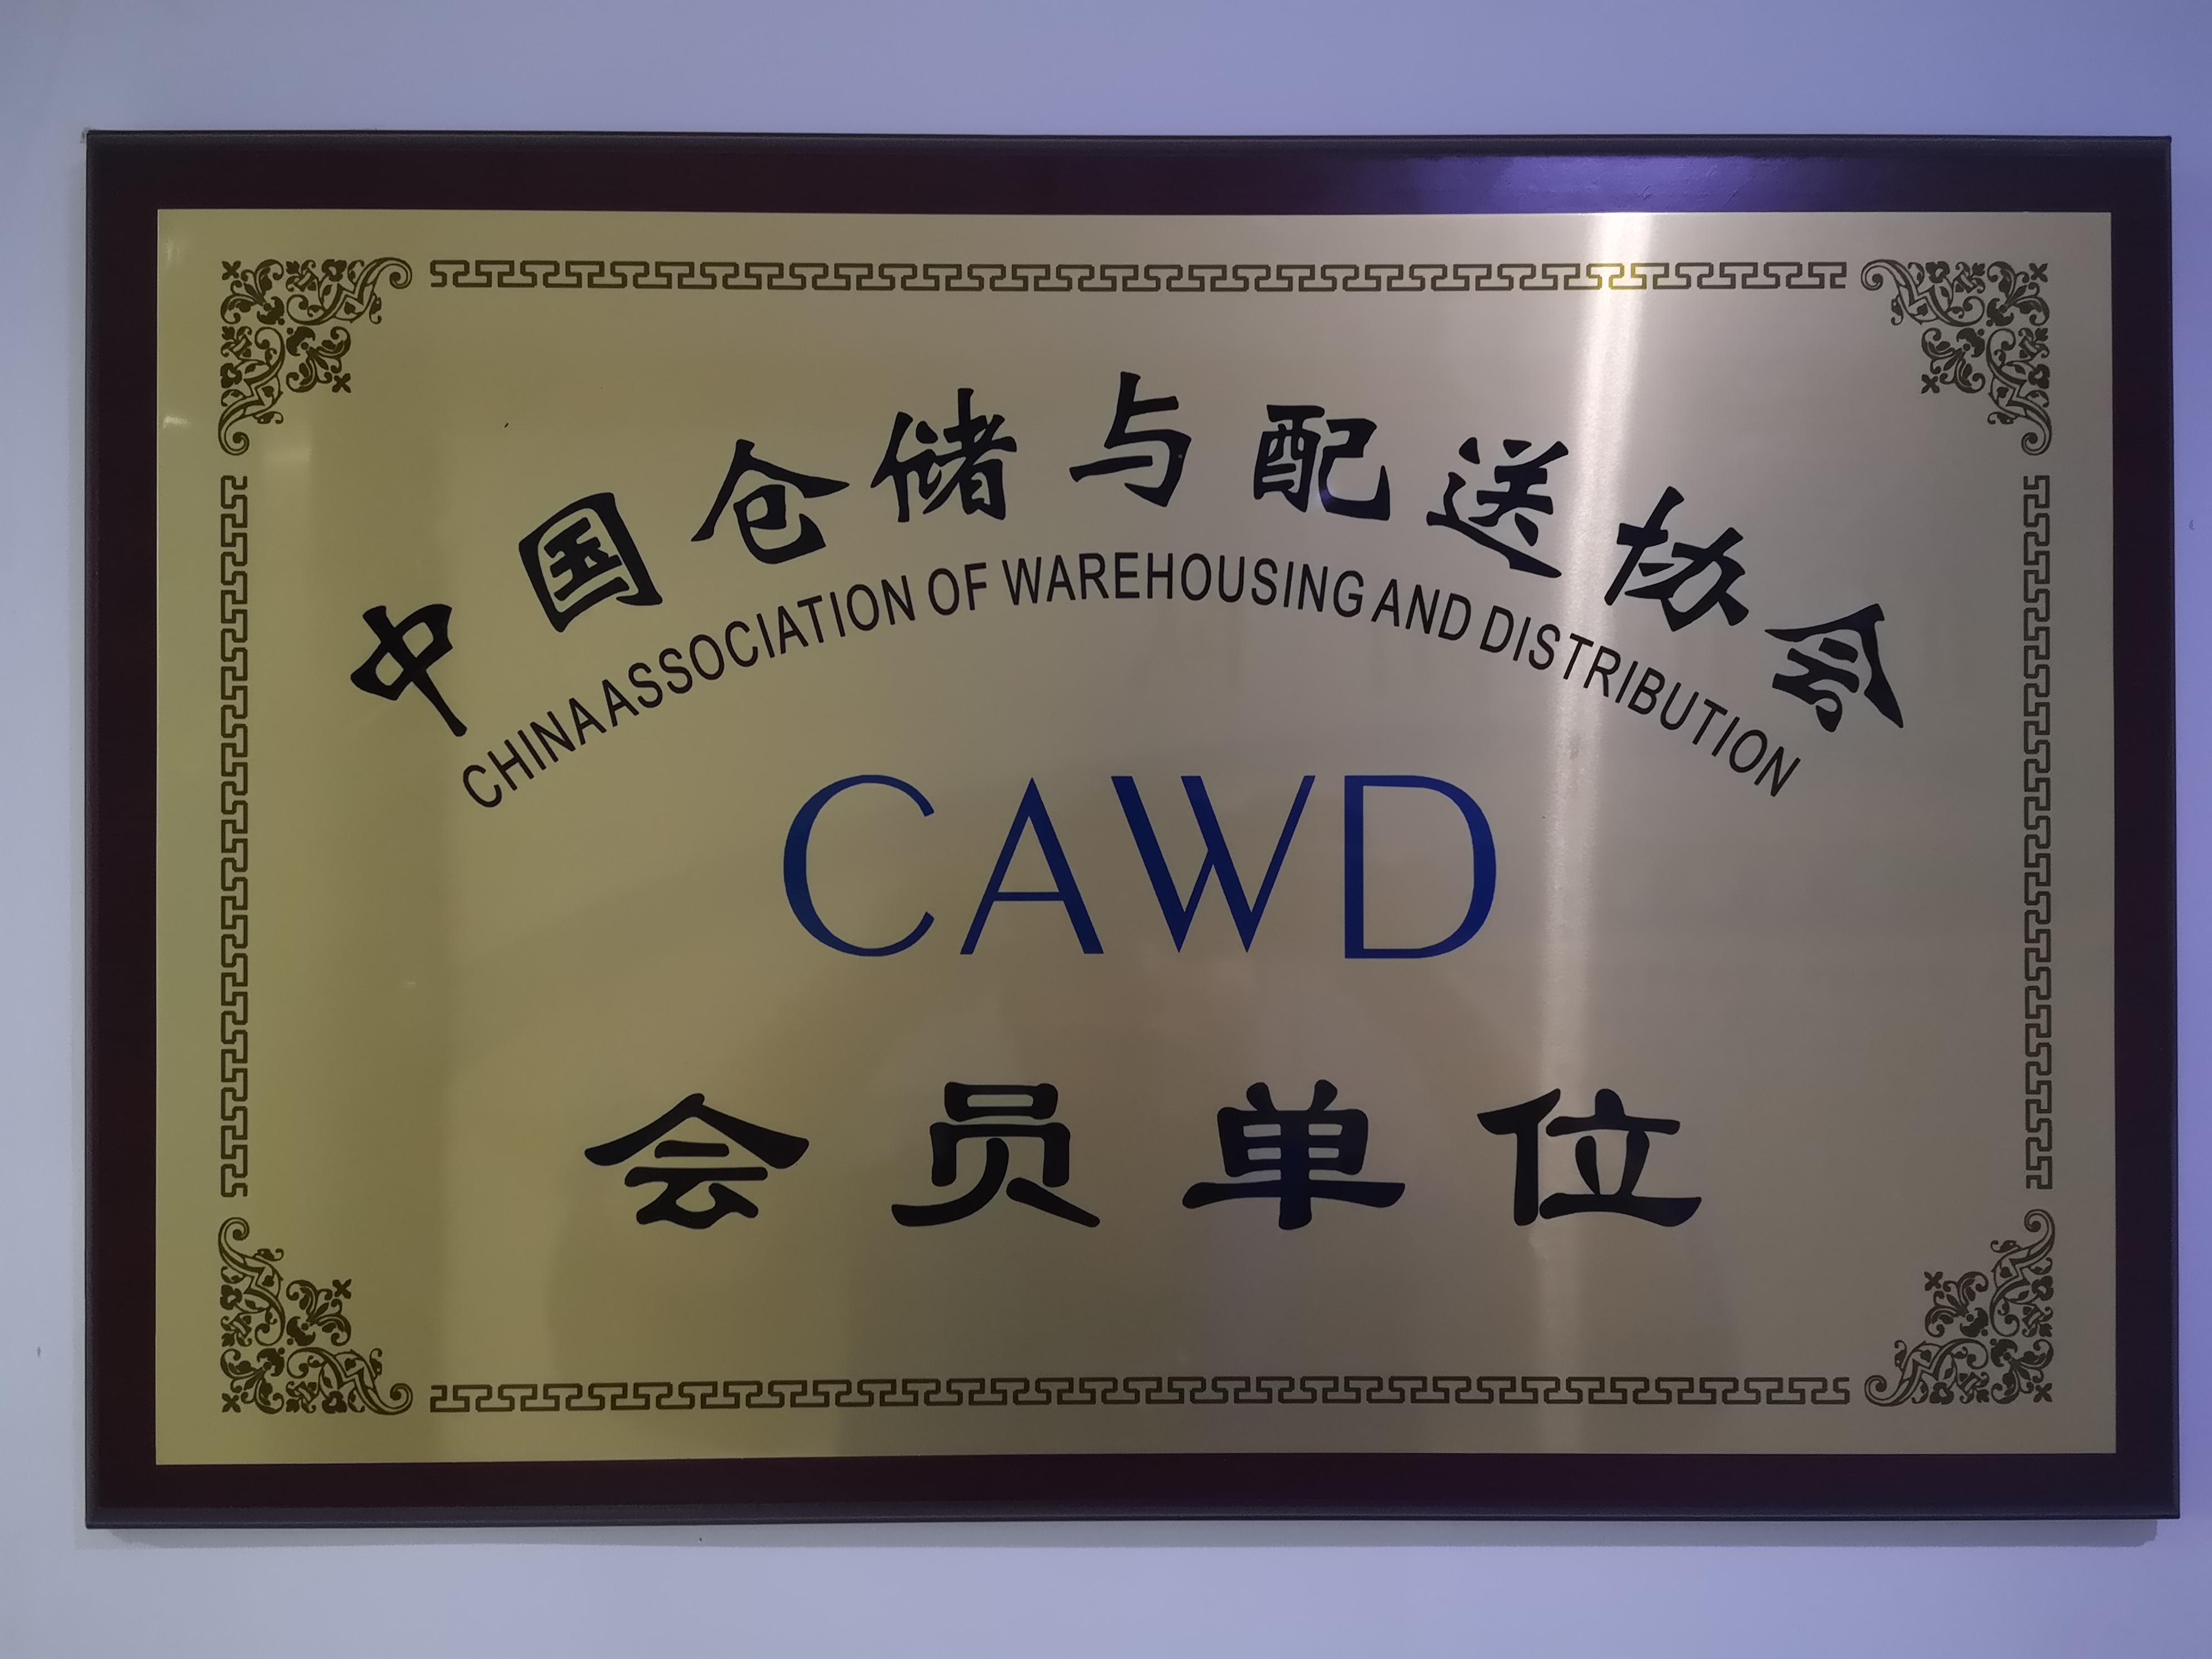 中国仓储与配送协会
CHINA ASSOCIATION OF WAREHOUSING AND DISTRIBUTION
CAWD
会员单位